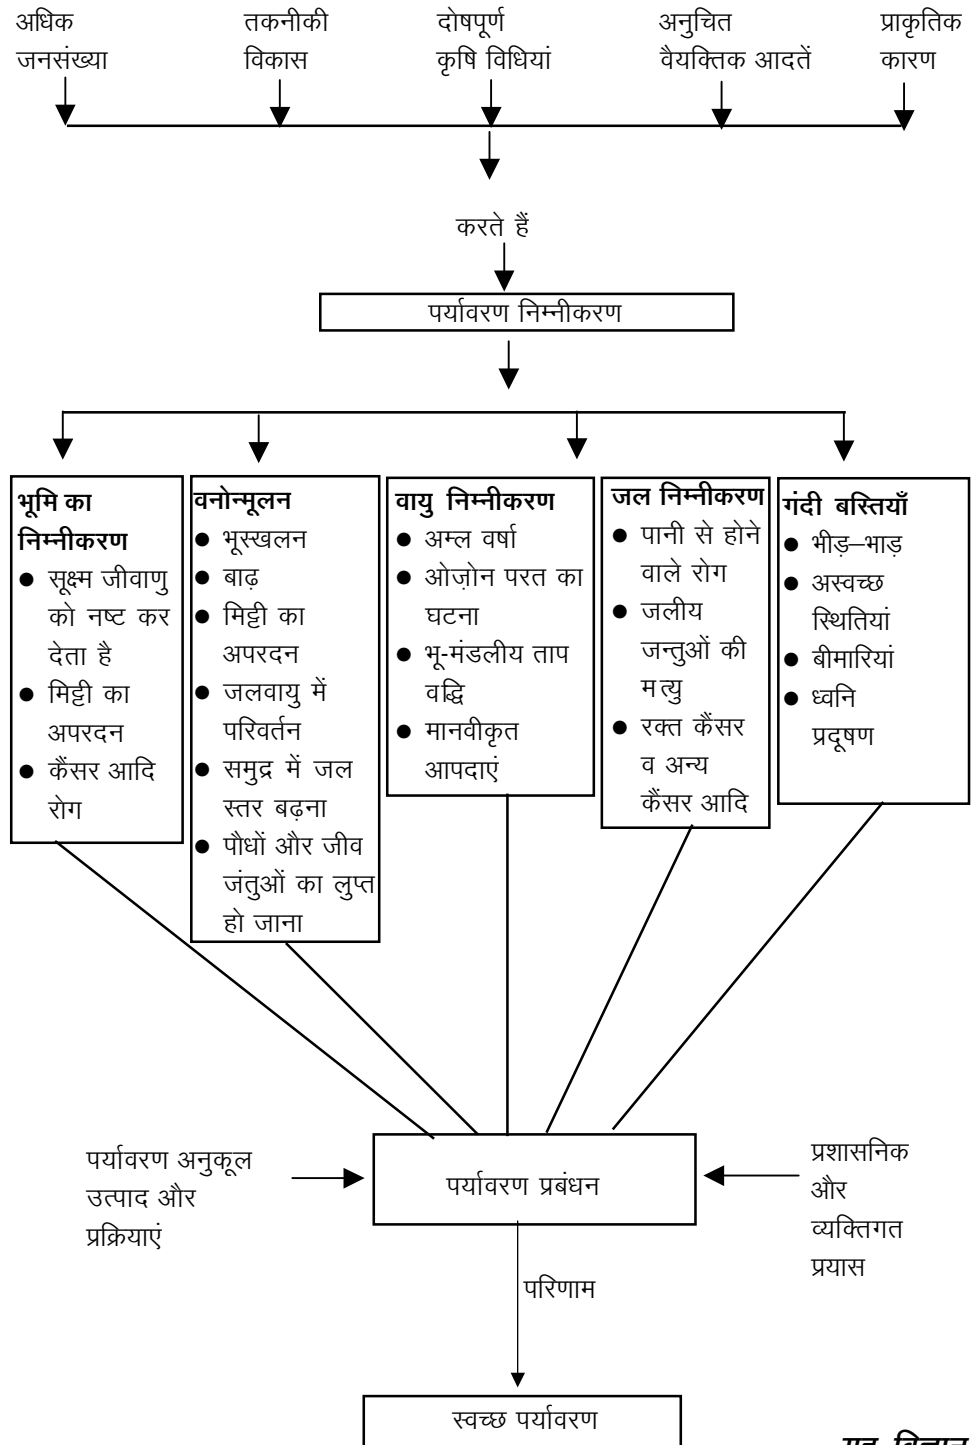 अधिक
जनसंख्या
तकनीकी
विकास
दोषपूर्ण
कृषि विधियां
अनुचित
वैयक्तिक आदतें
प्राकृतिक
कारण
करते हैं
पर्यावरण निम्नीकरण
भूमि का
निम्नीकरण
● सूक्ष्म जीवाणु
को नष्ट कर
देता है
● मिट्टी का
अपरदन
● कैंसर आदि
रोग
वनोन्मूलन
● भूस्खलन
● बाढ़
● मिट्टी का
अपरदन
● जलवायु में
परिवर्तन
● समुद्र में जल
स्तर बढ़ना
● पौधों और जीव
जंतुओं का लुप्त
हो जाना
वायु निम्नीकरण
● अम्ल वर्षा
● ओज़ोन परत का
घटना
● भू-मंडलीय ताप
वद्धि
● मानवीकृत
आपदाएं
जल निम्नीकरण
● पानी से होने
वाले रोग
● जलीय
जन्तुओं की
मत्यु
● रक्त कैंसर
व अन्य
कैंसर आदि
गंदी बस्तियाँ
● भीड़–भाड़
● अस्वच्छ
स्थितियां
● बीमारियां
● ध्वनि
प्रदूषण
पर्यावरण अनुकूल
उत्पाद और
प्रक्रियाएं
पर्यावरण प्रबंधन
प्रशासनिक
और
व्यक्तिगत
प्रयास
परिणाम
स्वच्छ पर्यावरण